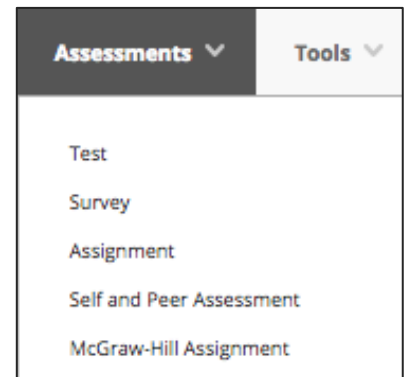 Assessments Tools
Test
Survey
Assignment
Self and Peer Assessment
McGraw-Hill Assignment